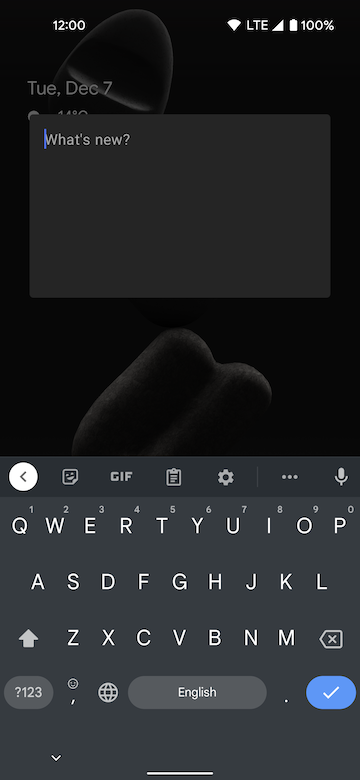 12:00 LTE 100%
Tue, Dec 7
14°C
What's new?
GIF
1 2 3 4 5 6 7 8 9 0
Q W E R T Y U I O P
A S D F G H J K L
Z X C V B N M
?123 , English .